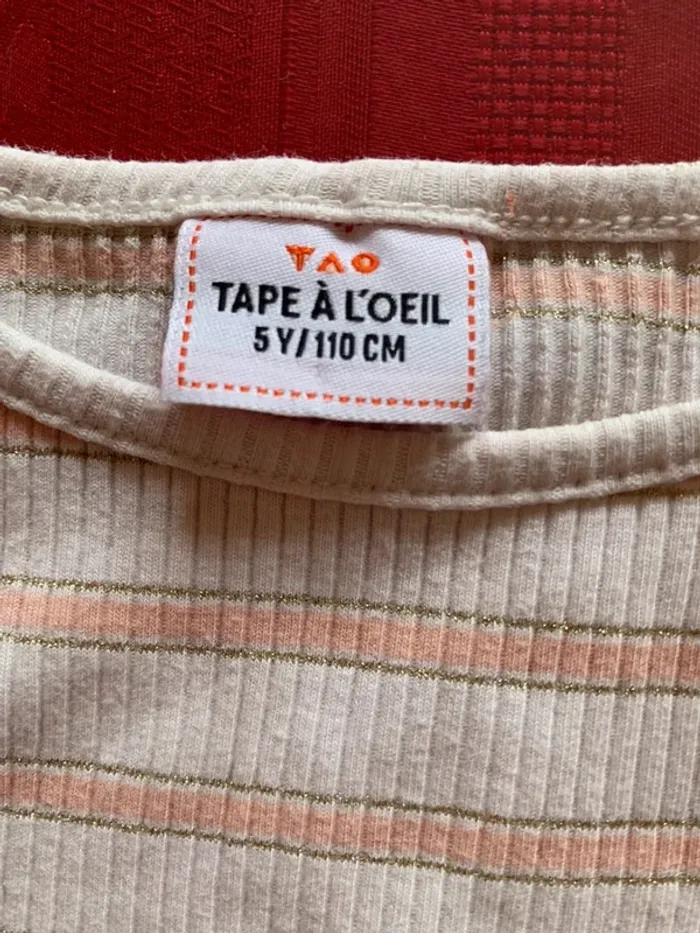 TAO
TAPE À L'OEIL
5 Y/110 CM